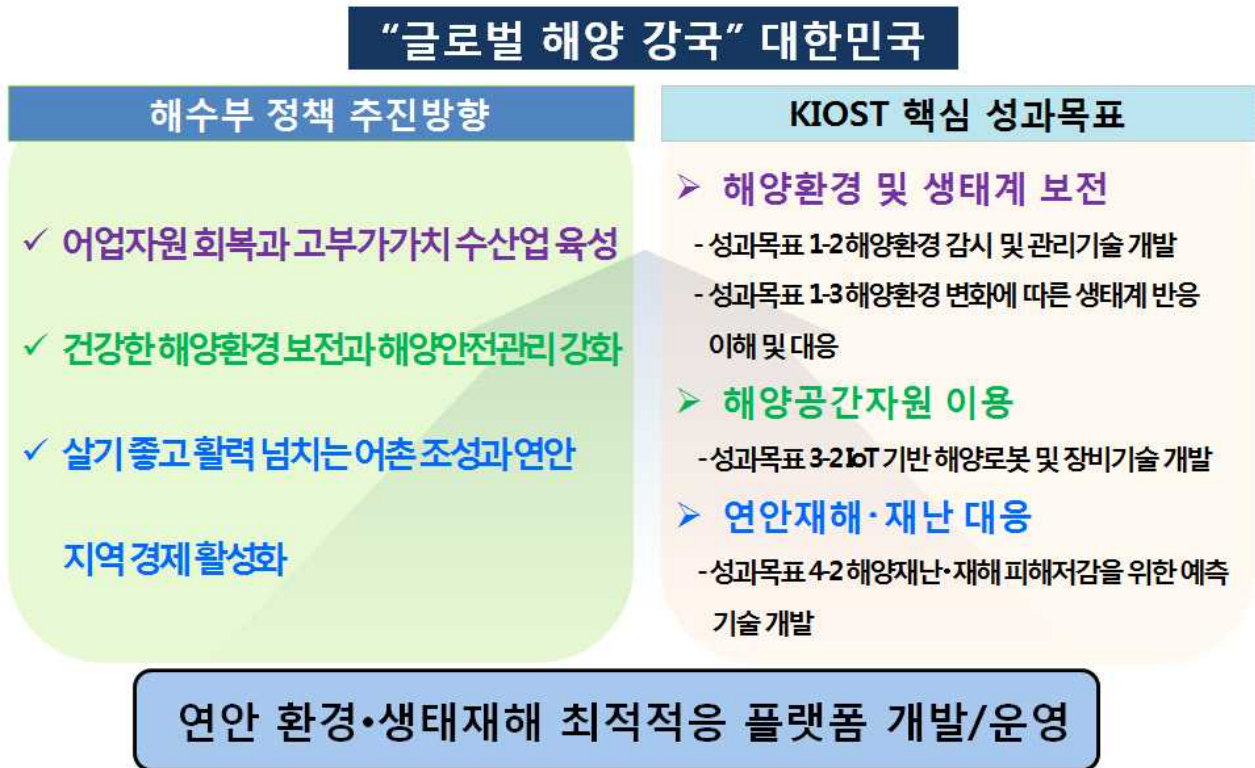 “글로벌 해양 강국” 대한민국
해수부 정책 추진방향
✓ 어업자원 회복과 고부가가치 수산업 육성
✓ 건강한 해양환경 보전과 해양안전관리 강화
✓ 살기 좋고 활력 넘치는 어촌 조성과 연안
지역 경제 활성화
KIOST 핵심 성과목표
➢ 해양환경 및 생태계 보전
- 성과목표 1-2 해양환경 감시 및 관리기술 개발
- 성과목표 1-3 해양환경 변화에 따른 생태계 반응
이해 및 대응
➢ 해양공간자원 이용
- 성과목표 3-2 IoT 기반 해양로봇 및 장비기술 개발
➢ 연안재해·재난 대응
- 성과목표 4-2 해양재난·재해 피해저감을 위한 예측
기술 개발
연안 환경·생태재해 최적적응 플랫폼 개발/운영